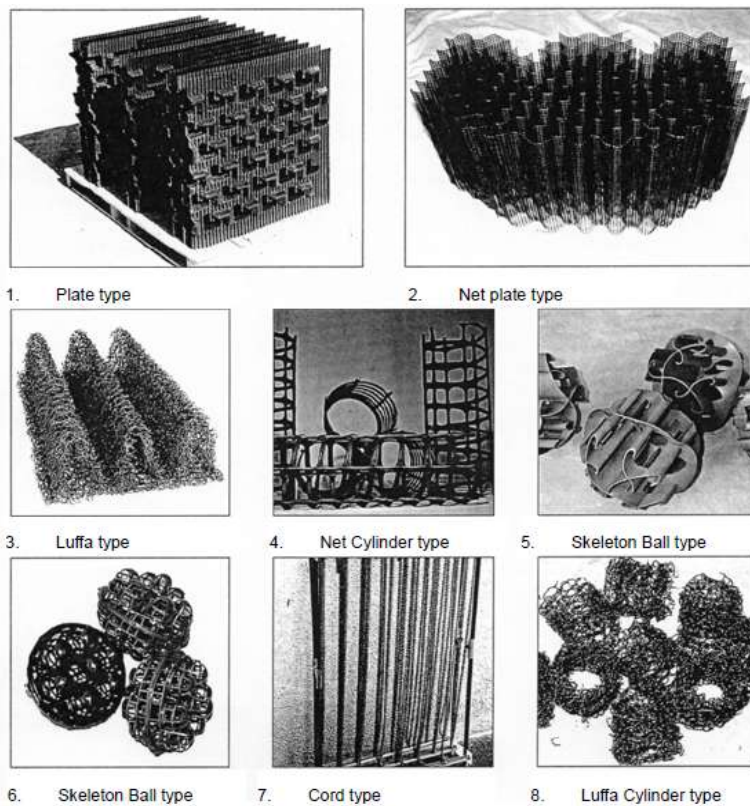 1. Plate type
2. Net plate type
3. Luffa type
4. Net Cylinder type
5. Skeleton Ball type
6. Skeleton Ball type
7. Cord type
8. Luffa Cylinder type